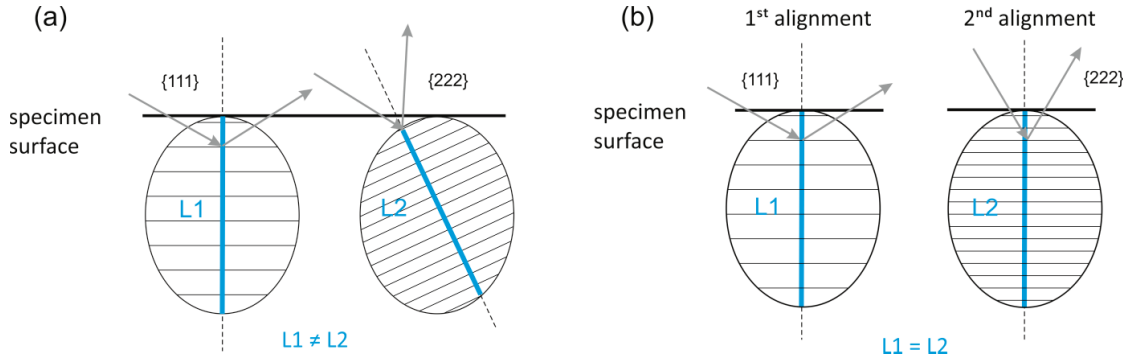 (a)
{111}
{222}
specimen
surface
L1
L2
L1 ≠ L2
(b)
1st alignment
2nd alignment
{111}
{222}
specimen
surface
L1
L2
L1 = L2